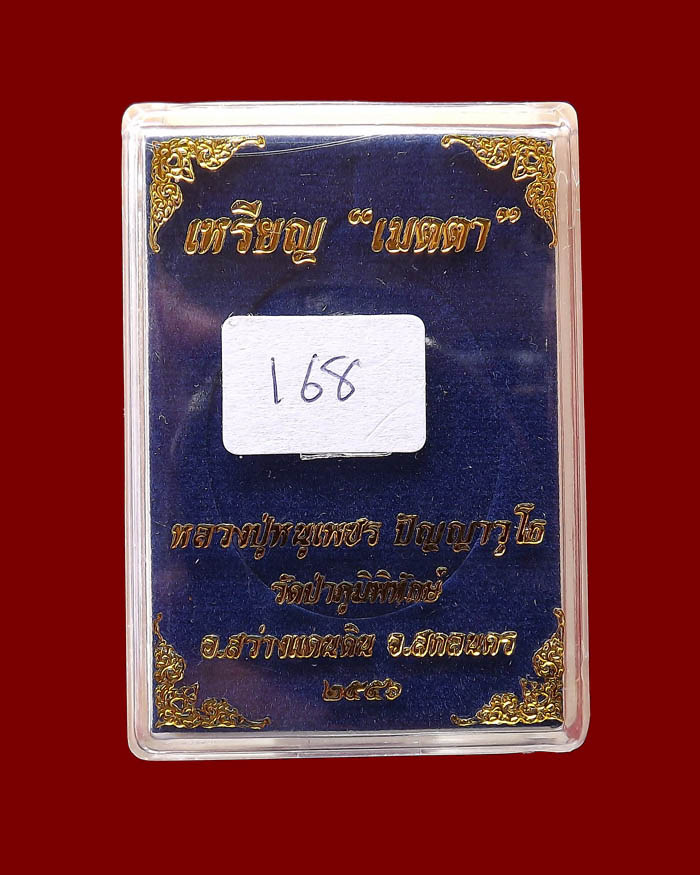 เหรียญ “เมตตา”
168
หลวงปู่หนูเพชร ปัญญาวุโธ
วัดป่าภูมิพิทักษ์
อ.สว่างแดนดิน จ.สกลนคร
๒๕๕๖